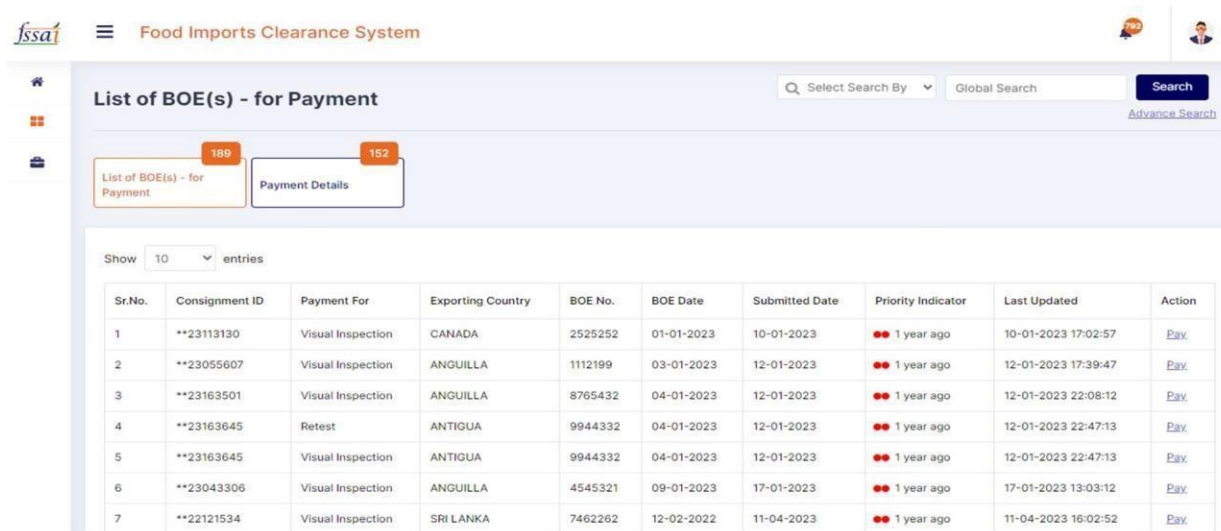 fssai
Food Imports Clearance System
792
List of BOE(s) - for Payment
Select Search By
Global Search
Search
Advance Search
189
152
List of BOE(s) - for
Payment
Payment Details
Show 10 entries
Sr.No. Consignment ID Payment For Exporting Country BOE No. BOE Date Submitted Date Priority Indicator Last Updated Action
1 **23113130 Visual Inspection CANADA 2525252 01-01-2023 10-01-2023 1 year ago 10-01-2023 17:02:57 Pay
2 **23055607 Visual Inspection ANGUILLA 1112199 03-01-2023 12-01-2023 1 year ago 12-01-2023 17:39:47 Pay
3 **23163501 Visual Inspection ANGUILLA 8765432 04-01-2023 12-01-2023 1 year ago 12-01-2023 22:08:12 Pay
4 **23163645 Retest ANTIGUA 9944332 04-01-2023 12-01-2023 1 year ago 12-01-2023 22:47:13 Pay
5 **23163645 Visual Inspection ANTIGUA 9944332 04-01-2023 12-01-2023 1 year ago 12-01-2023 22:47:13 Pay
6 **23043306 Visual Inspection ANGUILLA 4545321 09-01-2023 17-01-2023 1 year ago 17-01-2023 13:03:12 Pay
7 **22121534 Visual Inspection SRI LANKA 7462262 12-02-2022 11-04-2023 1 year ago 11-04-2023 16:02:52 Pay